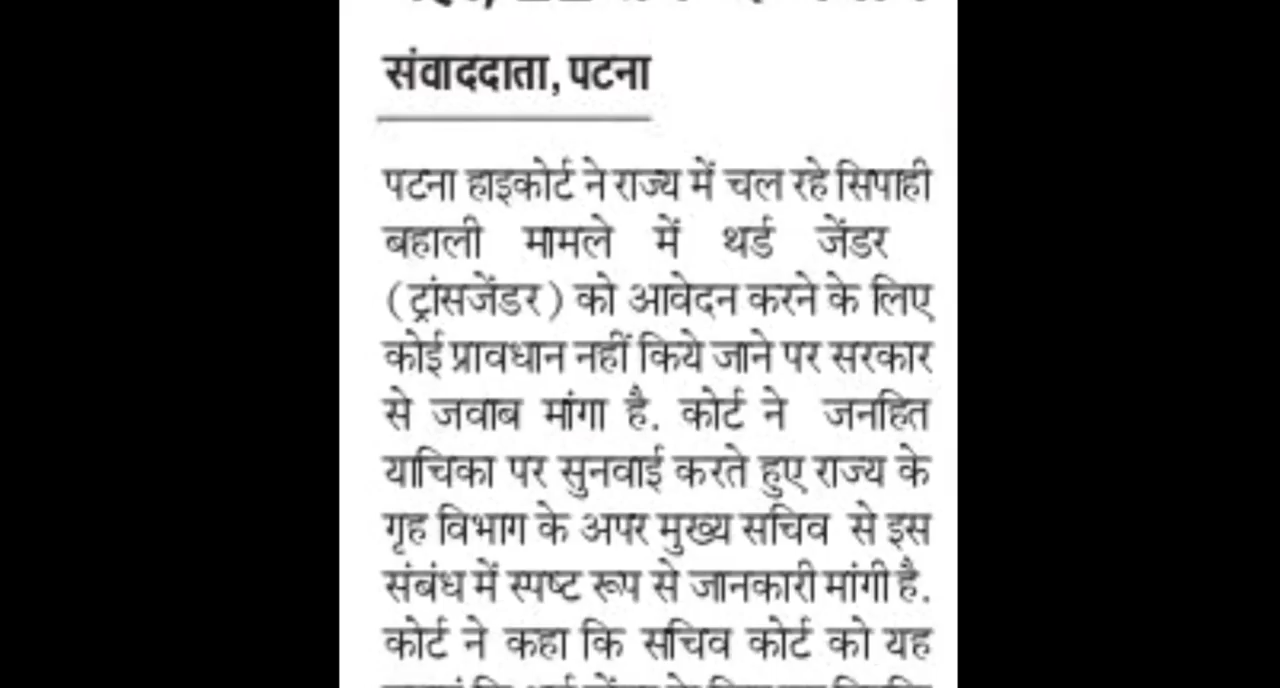 संवाददाता, पटना
पटना हाइकोर्ट ने राज्य में चल रहे सिपाही
बहाली मामले में थर्ड जेंडर
(ट्रांसजेंडर) को आवेदन करने के लिए
कोई प्रावधान नहीं किये जाने पर सरकार
से जवाब मांगा है. कोर्ट ने जनहित
याचिका पर सुनवाई करते हुए राज्य के
गृह विभाग के अपर मुख्य सचिव से इस
संबंध में स्पष्ट रूप से जानकारी मांगी है.
कोर्ट ने कहा कि सचिव कोर्ट को यह